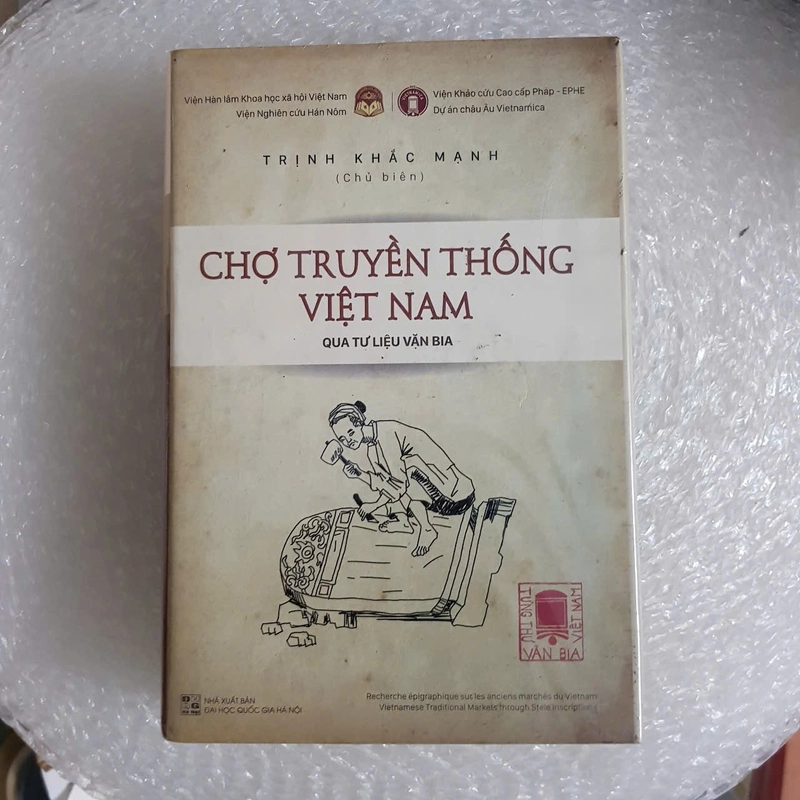 Viện Hàn lâm Khoa học xã hội Việt Nam
Viện Nghiên cứu Hán Nôm
Viện Khảo cứu Cao cấp Pháp - EPHE
Dự án châu Âu Vietnamica
TRỊNH KHẮC MẠNH
(Chủ biên)
CHỢ TRUYỀN THỐNG
VIỆT NAM
QUA TƯ LIỆU VĂN BIA
TÙNG THƯ
VĂN BIA
VIỆT NAM
NHÀ XUẤT BẢN
ĐẠI HỌC QUỐC GIA HÀ NỘI
Recherche épigraphique sur les anciens marchés du Vietnam
Vietnamese Traditional Markets through Stele Inscriptions